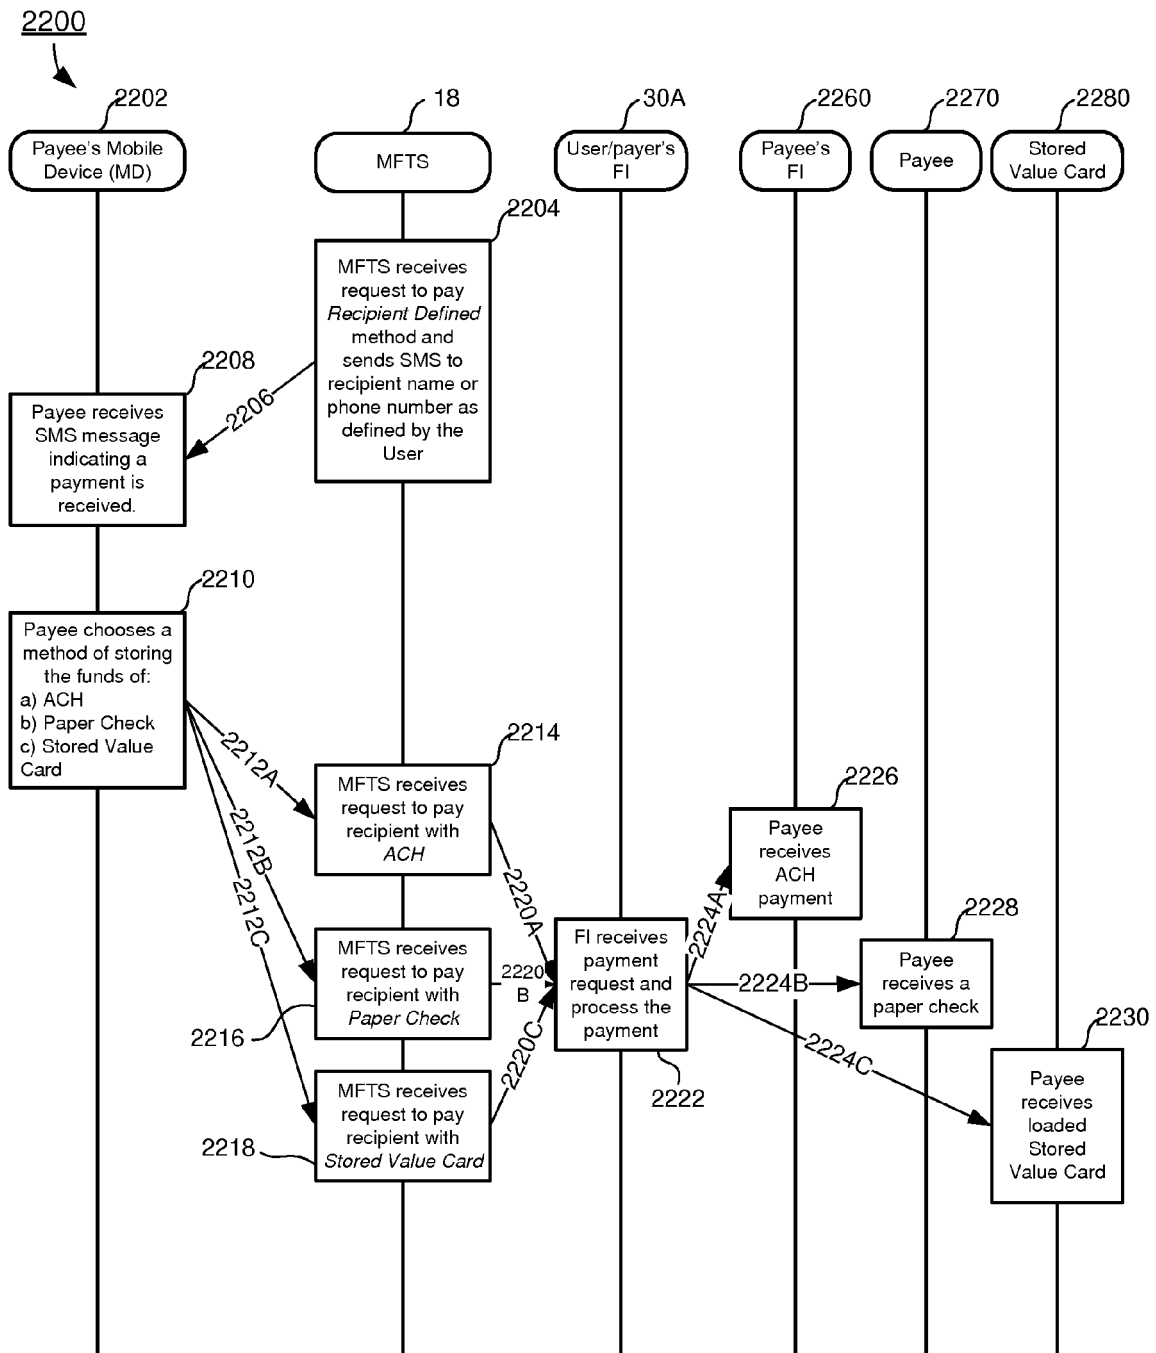 2200
2202
18
30A
2260
2270
2280
Payee's Mobile
Device (MD)
MFTS
User/payer's
FI
Payee's
FI
Payee
Stored
Value Card
2204
MFTS receives
request to pay
Recipient Defined
method and
sends SMS to
recipient name or
phone number as
defined by the
User
2206
2208
Payee receives
SMS message
indicating a
payment is
received.
2210
Payee chooses a
method of storing
the funds of:
a) ACH
b) Paper Check
c) Stored Value
Card
2212A
2212B
2212C
2214
MFTS receives
request to pay
recipient with
ACH
MFTS receives
request to pay
recipient with
Paper Check
2216
MFTS receives
request to pay
recipient with
Stored Value Card
2218
2220A
2220
B
2220C
FI receives
payment
request and
process the
payment
2222
2224A
2224B
2224C
2226
Payee
receives
ACH
payment
2228
Payee
receives a
paper check
2230
Payee
receives
loaded
Stored
Value Card